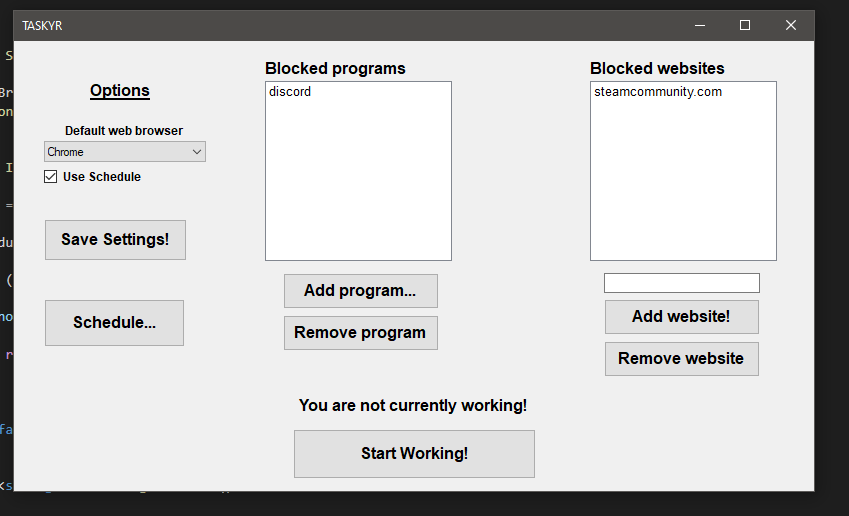 TASKYR
Options
Default web browser
Chrome
Use Schedule
Save Settings!
Schedule...
Blocked programs
discord
Add program...
Remove program
Blocked websites
steamcommunity.com
Add website!
Remove website
You are not currently working!
Start Working!